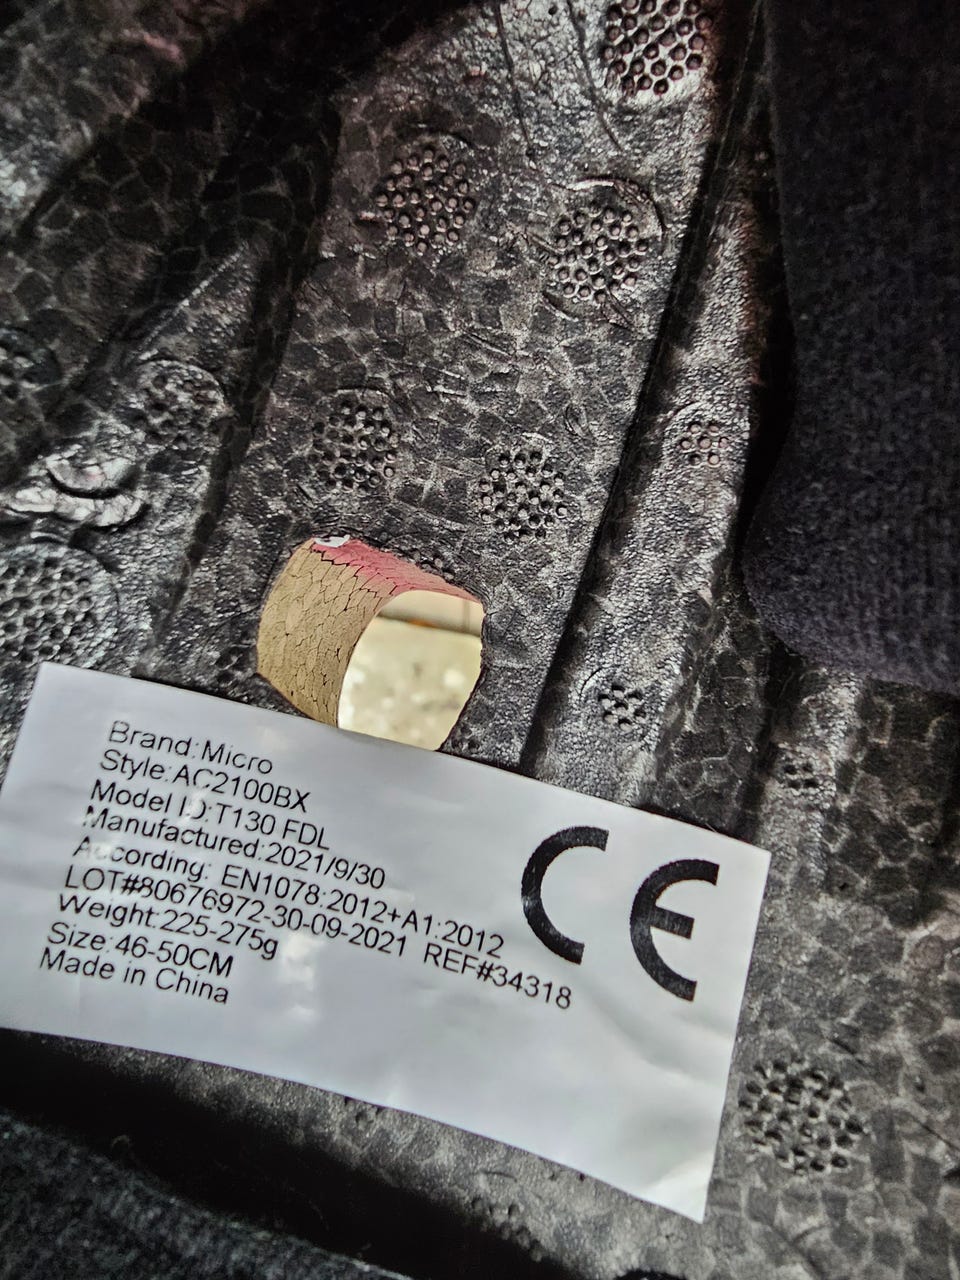 Brand:Micro
Style:AC2100BX
Model ID:T130 FDL
Manufactured:2021/9/30
According: EN1078:2012+A1:2012
LOT#80676972-30-09-2021 REF#34318
Weight:225-275g
Size:46-50CM
Made in China
CE